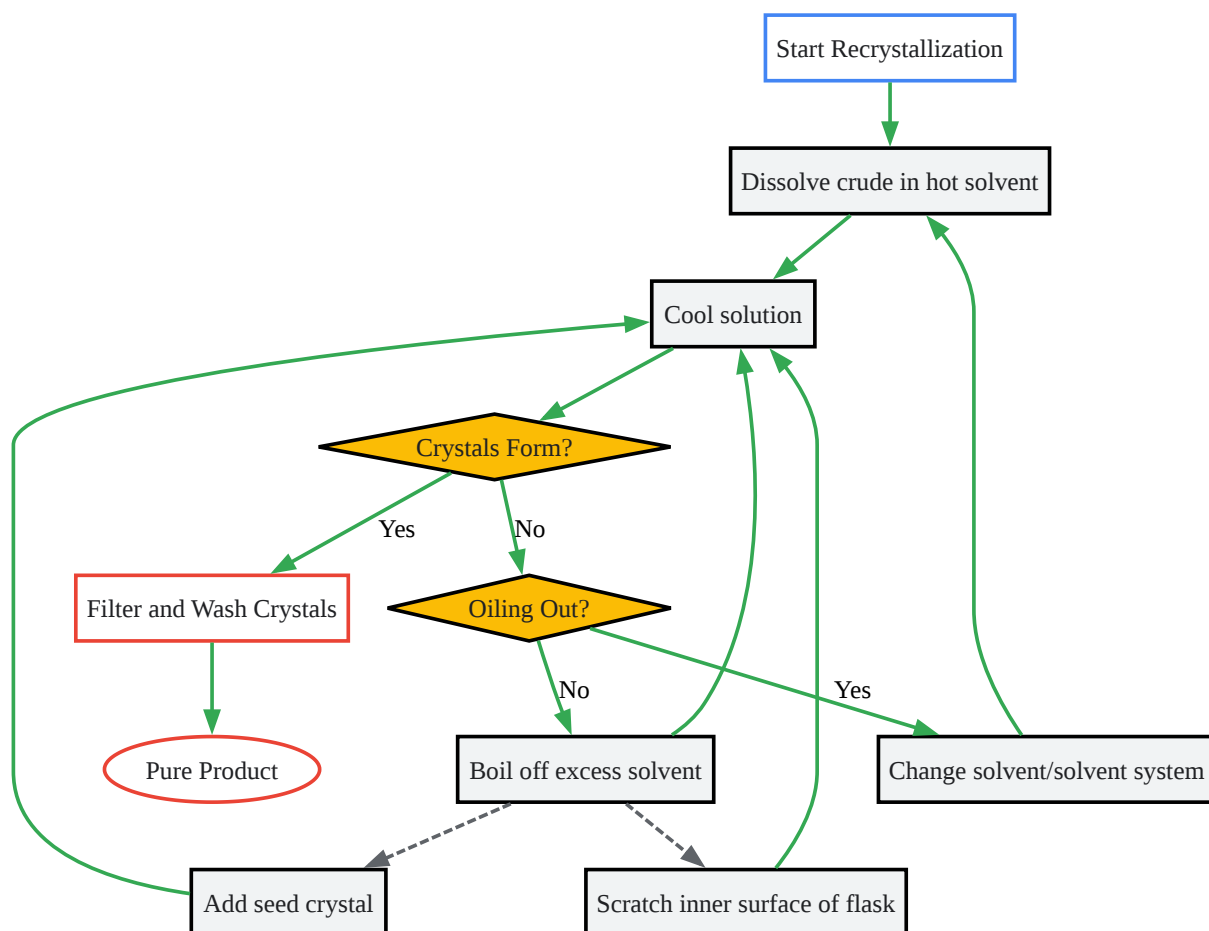 Start Recrystallization
Dissolve crude in hot solvent
Cool solution
Crystals Form?
Yes
No
Filter and Wash Crystals
Oiling Out?
No
Yes
Pure Product
Boil off excess solvent
Change solvent/solvent system
Add seed crystal
Scratch inner surface of flask